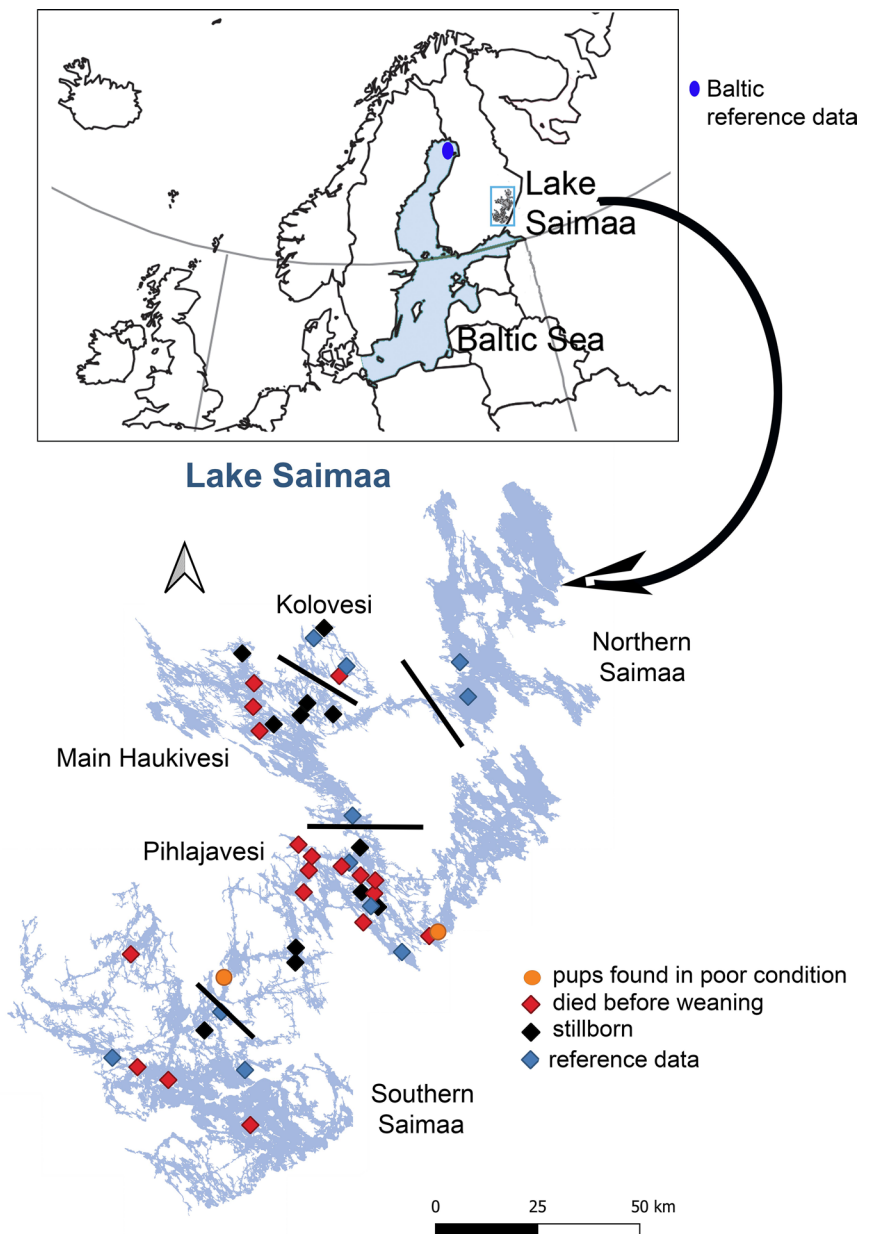 Baltic
reference data
Lake
Saimaa
Baltic Sea
Lake Saimaa
Kolovesi
Northern
Saimaa
Main Haukivesi
Pihlajavesi
pups found in poor condition
died before weaning
stillborn
reference data
Southern
Saimaa
0 25 50 km